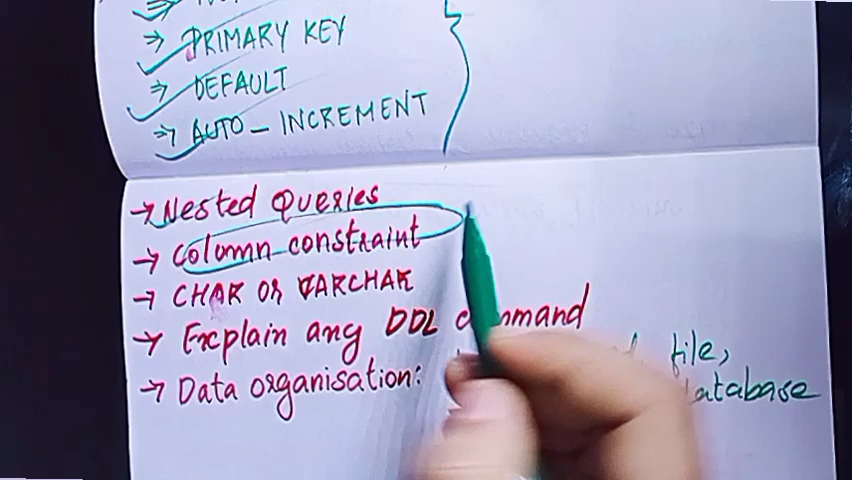 ⇒ PRIMARY KEY
⇒ DEFAULT
⇒ AUTO-INCREMENT
→ Nested Queries
→ Column constraint
→ CHAR or VARCHAR
→ Explain any DDL command
→ Data organisation: file,
database